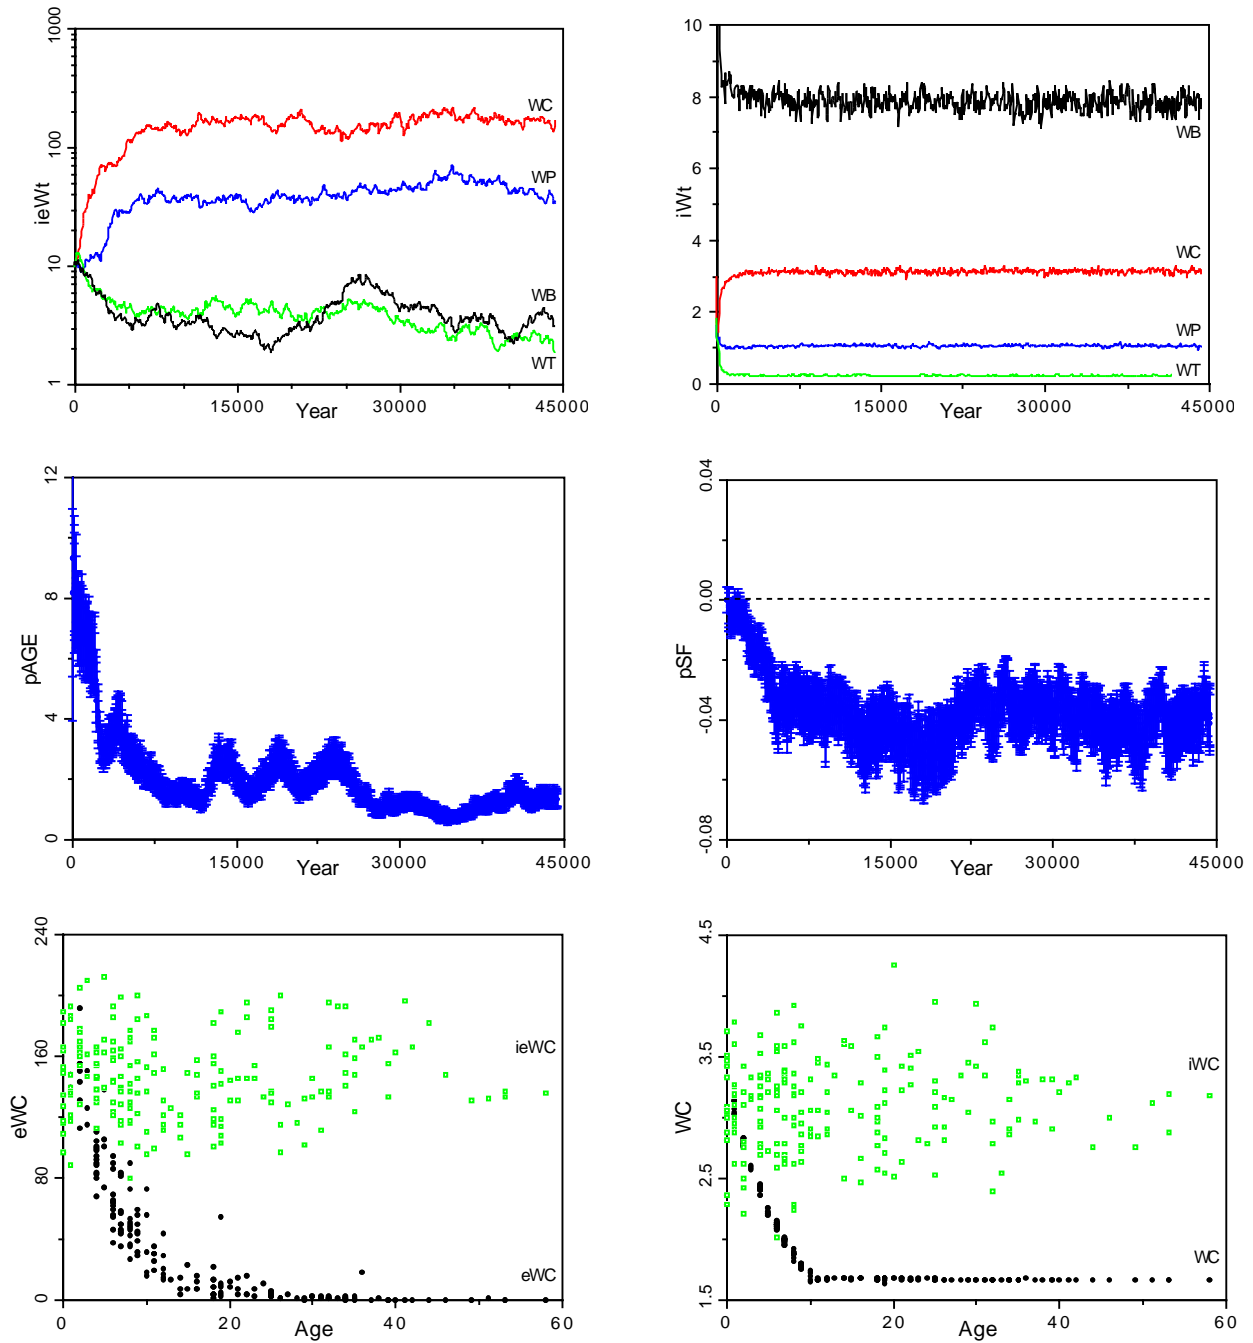 1000
100
10
1
ieWt
WC
WP
WB
WT
0
15000
30000
45000
Year
10
8
6
4
2
0
iWt
WB
WC
WP
WT
0
15000
30000
45000
Year
12
8
4
0
pAGE
0
15000
30000
45000
Year
0.04
0.00
-0.04
-0.08
pSF
0
15000
30000
45000
Year
240
160
80
0
eWC
ieWC
eWC
0
20
40
60
Age
4.5
3.5
2.5
1.5
WC
iWC
WC
0
20
40
60
Age